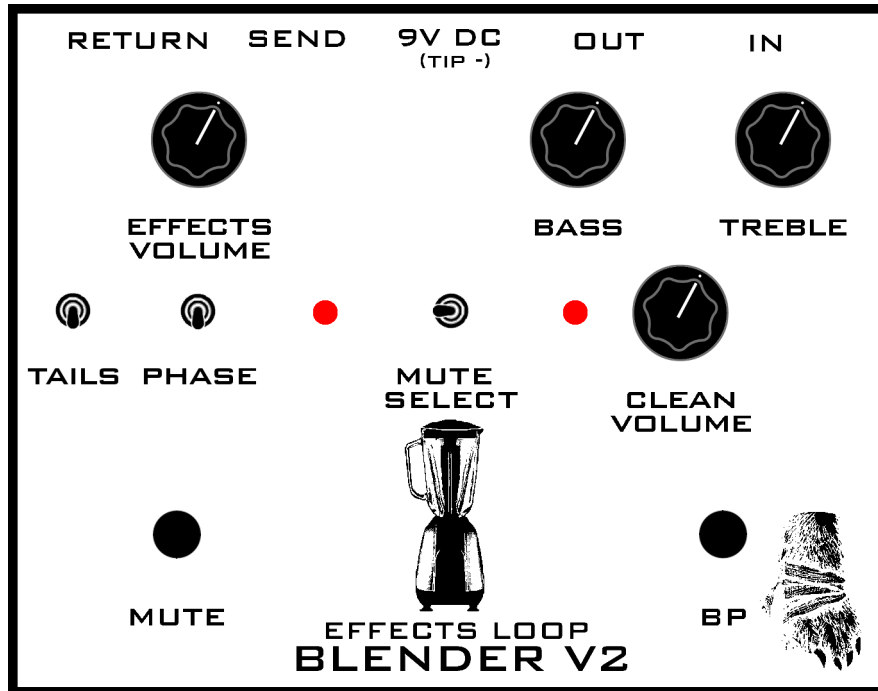 RETURN SEND 9V DC OUT IN
(TIP -)
EFFECTS
VOLUME
BASS
TREBLE
TAILS PHASE
MUTE
SELECT
CLEAN
VOLUME
MUTE
BP
EFFECTS LOOP
BLENDER V2